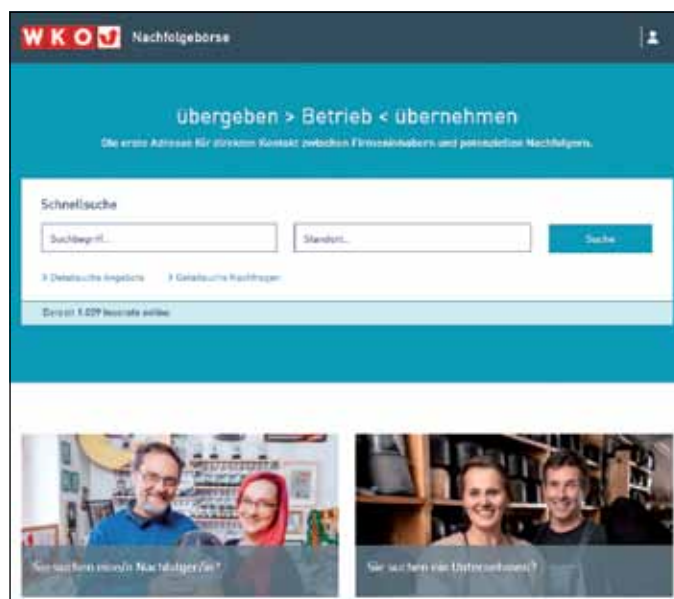 WKO Nachfolgebörse
übergeben > Betrieb < übernehmen
Die erste Adresse für direkten Kontakt zwischen Firmeninhabern und potenziellen Nachfolgern.
Schnellsuche
Suchbegriff... Standort... Suche
> Detailsuche Angebote > Detailsuche Nachfragen
Derzeit 1.029 Inserate online
Sie suchen eine/n Nachfolger/in? Sie suchen ein Unternehmen?